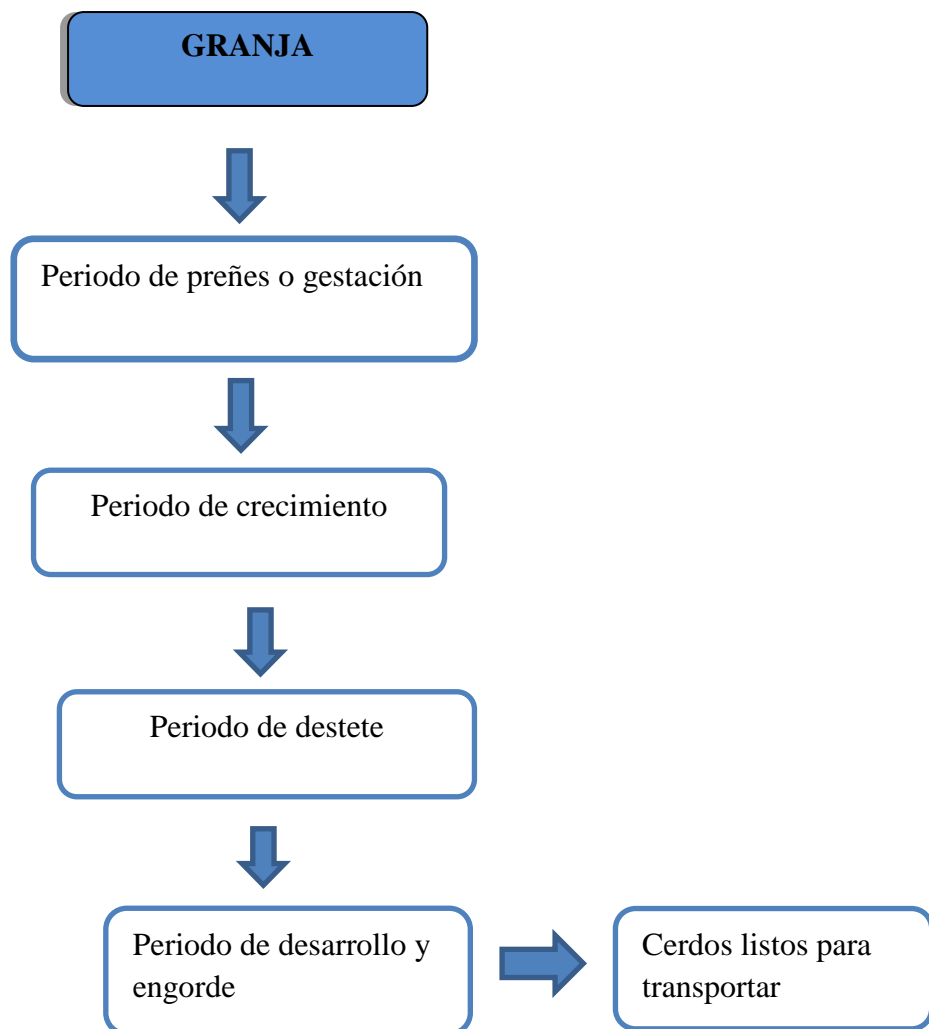 GRANJA
Periodo de preñes o gestación
Periodo de crecimiento
Periodo de destete
Periodo de desarrollo y
engorde
Cerdos listos para
transportar